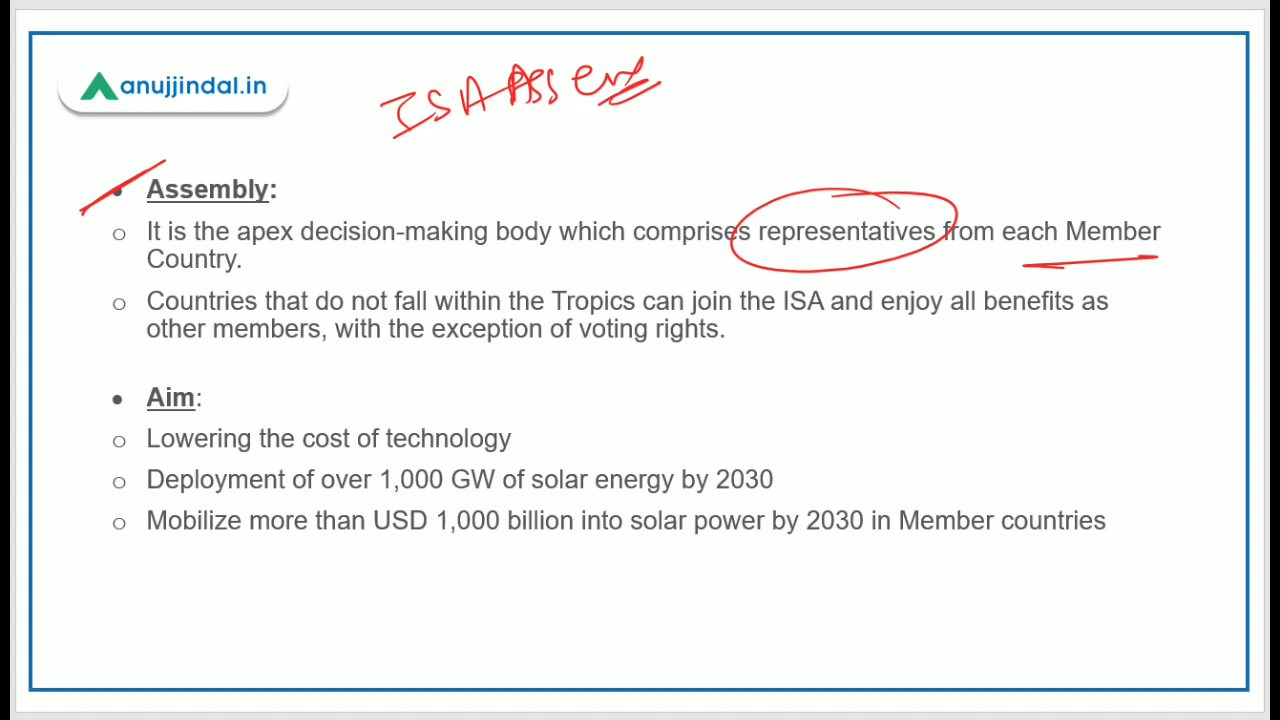 anujjindal.in
ISA Ass
• Assembly:
o It is the apex decision-making body which comprises representatives from each Member
Country.
o Countries that do not fall within the Tropics can join the ISA and enjoy all benefits as
other members, with the exception of voting rights.
• Aim:
o Lowering the cost of technology
o Deployment of over 1,000 GW of solar energy by 2030
o Mobilize more than USD 1,000 billion into solar power by 2030 in Member countries